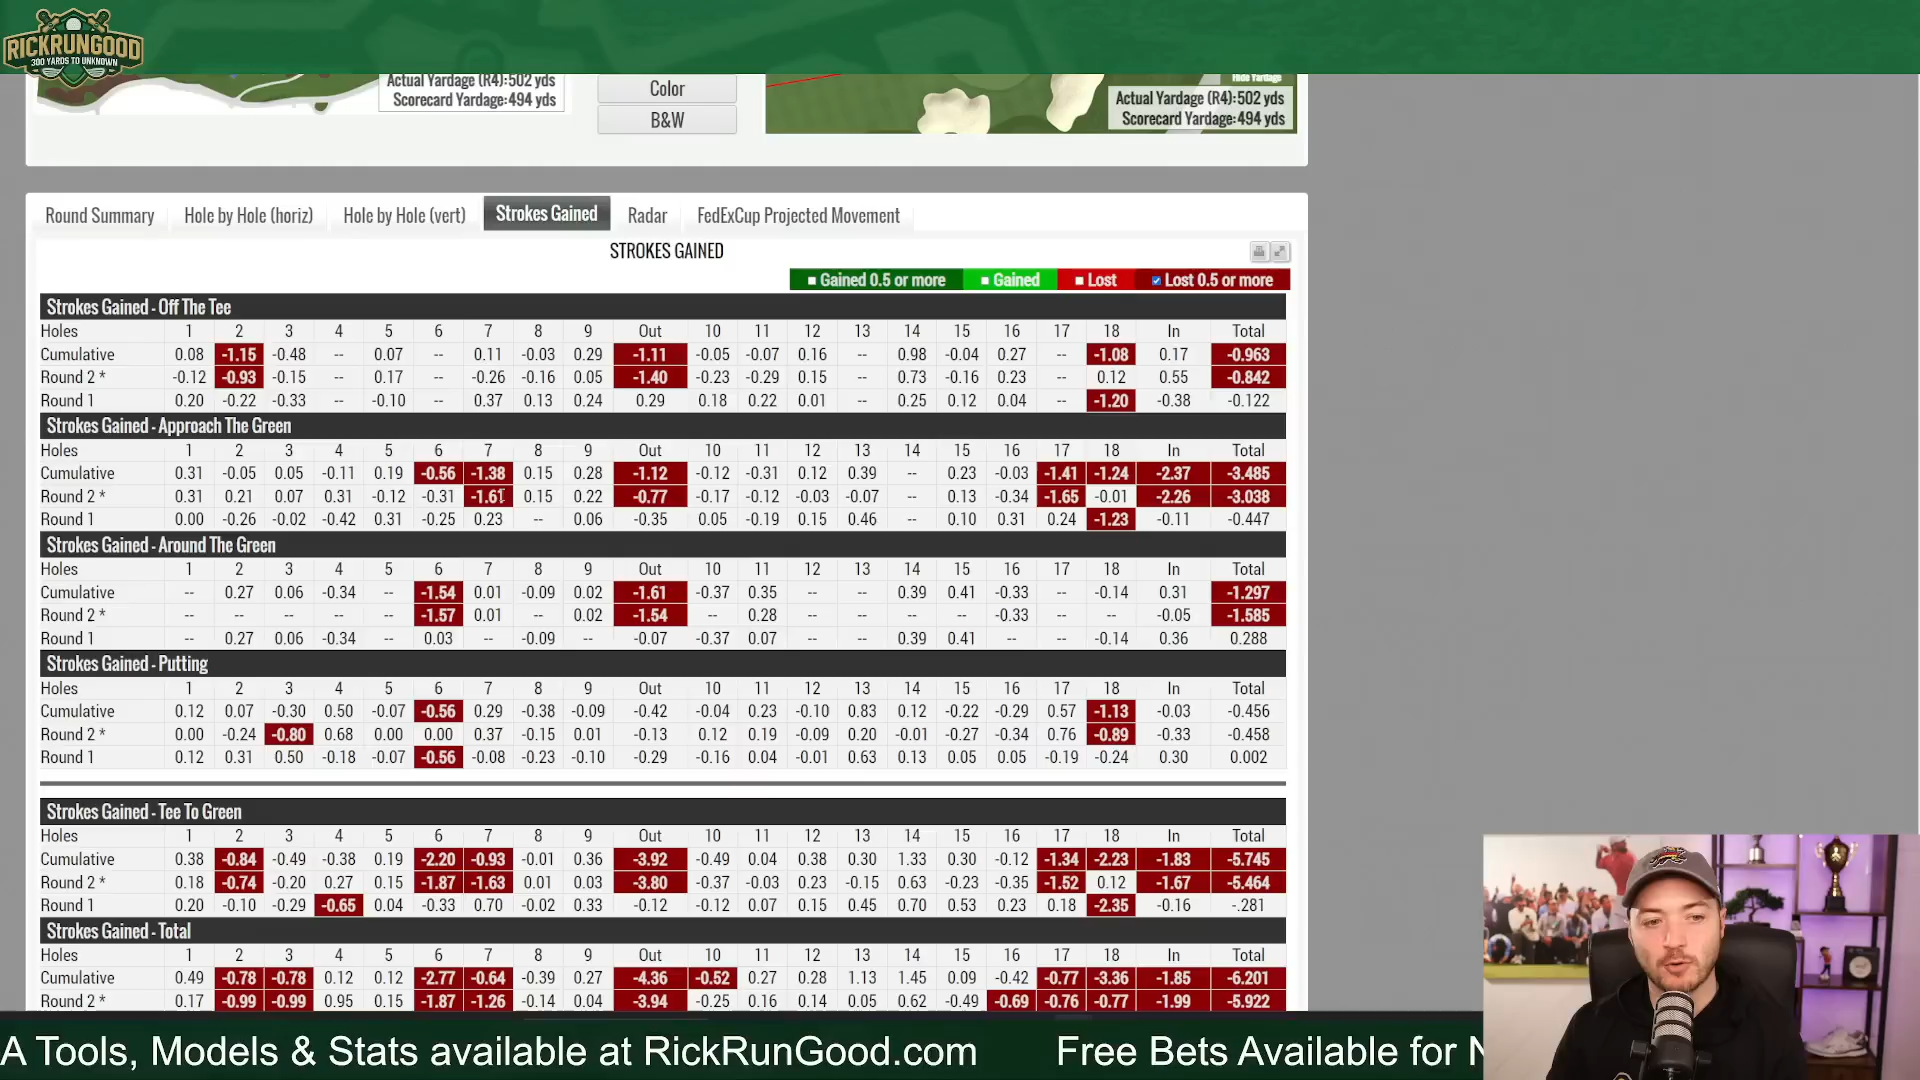 RICKRUNGOOD
300 YARDS TO UNKNOWN
Actual Yardage (R4):502 yds
Scorecard Yardage:494 yds
Color
B&W
Hide Yardage
Actual Yardage (R4):502 yds
Scorecard Yardage:494 yds
Round Summary Hole by Hole (horiz) Hole by Hole (vert) Strokes Gained Radar FedExCup Projected Movement
STROKES GAINED
Gained 0.5 or more Gained Lost Lost 0.5 or more
Strokes Gained - Off The Tee
Holes 1 2 3 4 5 6 7 8 9 Out 10 11 12 13 14 15 16 17 18 In Total
Cumulative 0.08 -1.15 -0.48 -- 0.07 -- 0.11 -0.03 0.29 -1.11 -0.05 -0.07 0.16 -- 0.98 -0.04 0.27 -- -1.08 0.17 -0.963
Round 2 * -0.12 -0.93 -0.15 -- 0.17 -- -0.26 -0.16 0.05 -1.40 -0.23 -0.29 0.15 -- 0.73 -0.16 0.23 -- 0.12 0.55 -0.842
Round 1 0.20 -0.22 -0.33 -- -0.10 -- 0.37 0.13 0.24 0.29 0.18 0.22 0.01 -- 0.25 0.12 0.04 -- -1.20 -0.38 -0.122
Strokes Gained - Approach The Green
Holes 1 2 3 4 5 6 7 8 9 Out 10 11 12 13 14 15 16 17 18 In Total
Cumulative 0.31 -0.05 0.05 -0.11 0.19 -0.56 -1.38 0.15 0.28 -1.12 -0.12 -0.31 0.12 0.39 -- 0.23 -0.03 -1.41 -1.24 -2.37 -3.485
Round 2 * 0.31 0.21 0.07 0.31 -0.12 -0.31 -1.61 0.15 0.22 -0.77 -0.17 -0.12 -0.03 -0.07 -- 0.13 -0.34 -1.65 -0.01 -2.26 -3.038
Round 1 0.00 -0.26 -0.02 -0.42 0.31 -0.25 0.23 -- 0.06 -0.35 0.05 -0.19 0.15 0.46 -- 0.10 0.31 0.24 -1.23 -0.11 -0.447
Strokes Gained - Around The Green
Holes 1 2 3 4 5 6 7 8 9 Out 10 11 12 13 14 15 16 17 18 In Total
Cumulative -- 0.27 0.06 -0.34 -- -1.54 0.01 -0.09 0.02 -1.61 -0.37 0.35 -- -- 0.39 0.41 -0.33 -- -0.14 0.31 -1.297
Round 2 * -- -- -- -- -- -1.57 0.01 -- 0.02 -1.54 -- 0.28 -- -- -- -- -0.33 -- -- -0.05 -1.585
Round 1 -- 0.27 0.06 -0.34 -- 0.03 -- -0.09 -- -0.07 -0.37 0.07 -- -- 0.39 0.41 -- -- -0.14 0.36 0.288
Strokes Gained - Putting
Holes 1 2 3 4 5 6 7 8 9 Out 10 11 12 13 14 15 16 17 18 In Total
Cumulative 0.12 0.07 -0.30 0.50 -0.07 -0.56 0.29 -0.38 -0.09 -0.42 -0.04 0.23 -0.10 0.83 0.12 -0.22 -0.29 0.57 -1.13 -0.03 -0.456
Round 2 * 0.00 -0.24 -0.80 0.68 0.00 0.00 0.37 -0.15 0.01 -0.13 0.12 0.19 -0.09 0.20 -0.01 -0.27 -0.34 0.76 -0.89 -0.33 -0.458
Round 1 0.12 0.31 0.50 -0.18 -0.07 -0.56 -0.08 -0.23 -0.10 -0.29 -0.16 0.04 -0.01 0.63 0.13 0.05 0.05 -0.19 -0.24 0.30 0.002
Strokes Gained - Tee To Green
Holes 1 2 3 4 5 6 7 8 9 Out 10 11 12 13 14 15 16 17 18 In Total
Cumulative 0.38 -0.84 -0.49 -0.38 0.19 -2.20 -0.93 -0.01 0.36 -3.92 -0.49 0.04 0.38 0.30 1.33 0.30 -0.12 -1.34 -2.23 -1.83 -5.745
Round 2 * 0.18 -0.74 -0.20 0.27 0.15 -1.87 -1.63 0.01 0.03 -3.80 -0.37 -0.03 0.23 -0.15 0.63 -0.23 -0.35 -1.52 0.12 -1.67 -5.464
Round 1 0.20 -0.10 -0.29 -0.65 0.04 -0.33 0.70 -0.02 0.33 -0.12 -0.12 0.07 0.15 0.45 0.70 0.53 0.23 0.18 -2.35 -0.16 -.281
Strokes Gained - Total
Holes 1 2 3 4 5 6 7 8 9 Out 10 11 12 13 14 15 16 17 18 In Total
Cumulative 0.49 -0.78 -0.78 0.12 0.12 -2.77 -0.64 -0.39 0.27 -4.36 -0.52 0.27 0.28 1.13 1.45 0.09 -0.42 -0.77 -3.36 -1.85 -6.201
Round 2 * 0.17 -0.99 -0.99 0.95 0.15 -1.87 -1.26 -0.14 0.04 -3.94 -0.25 0.16 0.14 0.05 0.62 -0.49 -0.69 -0.76 -0.77 -1.99 -5.922
A Tools, Models & Stats available at RickRunGood.com Free Bets Available for N